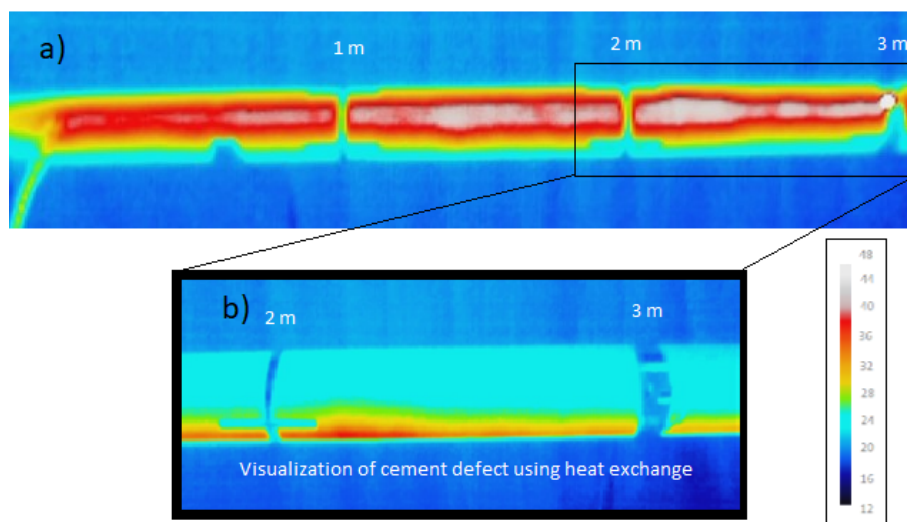 a)
1 m
2 m
3 m
b)
2 m
3 m
Visualization of cement defect using heat exchange
48
44
40
36
32
28
24
20
16
12